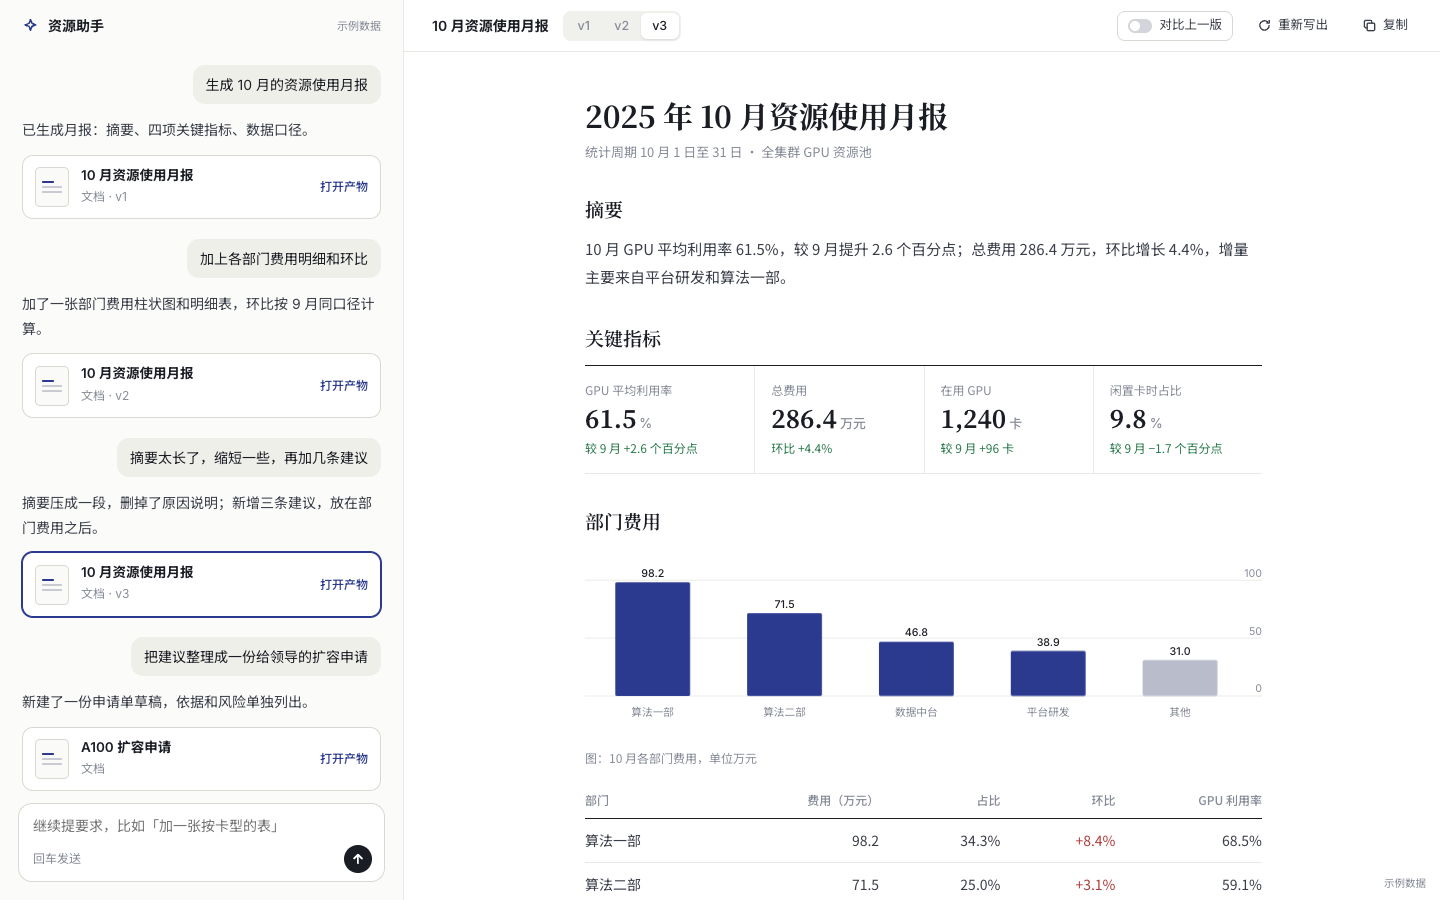 资源助手
示例数据
生成 10 月的资源使用月报
已生成月报：摘要、四项关键指标、数据口径。
10 月资源使用月报
文档 · v1
打开产物
加上各部门费用明细和环比
加了一张部门费用柱状图和明细表，环比按 9 月同口径计
算。
10 月资源使用月报
文档 · v2
打开产物
摘要太长了，缩短一些，再加几条建议
摘要压成一段，删掉了原因说明；新增三条建议，放在部
门费用之后。
10 月资源使用月报
文档 · v3
打开产物
把建议整理成一份给领导的扩容申请
新建了一份申请单草稿，依据和风险单独列出。
A100 扩容申请
文档
打开产物
继续提要求，比如「加一张按卡型的表」
回车发送
10 月资源使用月报 v1 v2 v3
对比上一版 重新写出 复制
2025 年 10 月资源使用月报
统计周期 10 月 1 日至 31 日 · 全集群 GPU 资源池
摘要
10 月 GPU 平均利用率 61.5%，较 9 月提升 2.6 个百分点；总费用 286.4 万元，环比增长 4.4%，增量
主要来自平台研发和算法一部。
关键指标
GPU 平均利用率 总费用 在用 GPU 闲置卡时占比
61.5 % 286.4 万元 1,240 卡 9.8 %
较 9 月 +2.6 个百分点 环比 +4.4% 较 9 月 +96 卡 较 9 月 −1.7 个百分点
部门费用
98.2 71.5 46.8 38.9 31.0
100
50
0
算法一部 算法二部 数据中台 平台研发 其他
图：10 月各部门费用，单位万元
部门 费用（万元） 占比 环比 GPU 利用率
算法一部 98.2 34.3% +8.4% 68.5%
算法二部 71.5 25.0% +3.1% 59.1%
示例数据